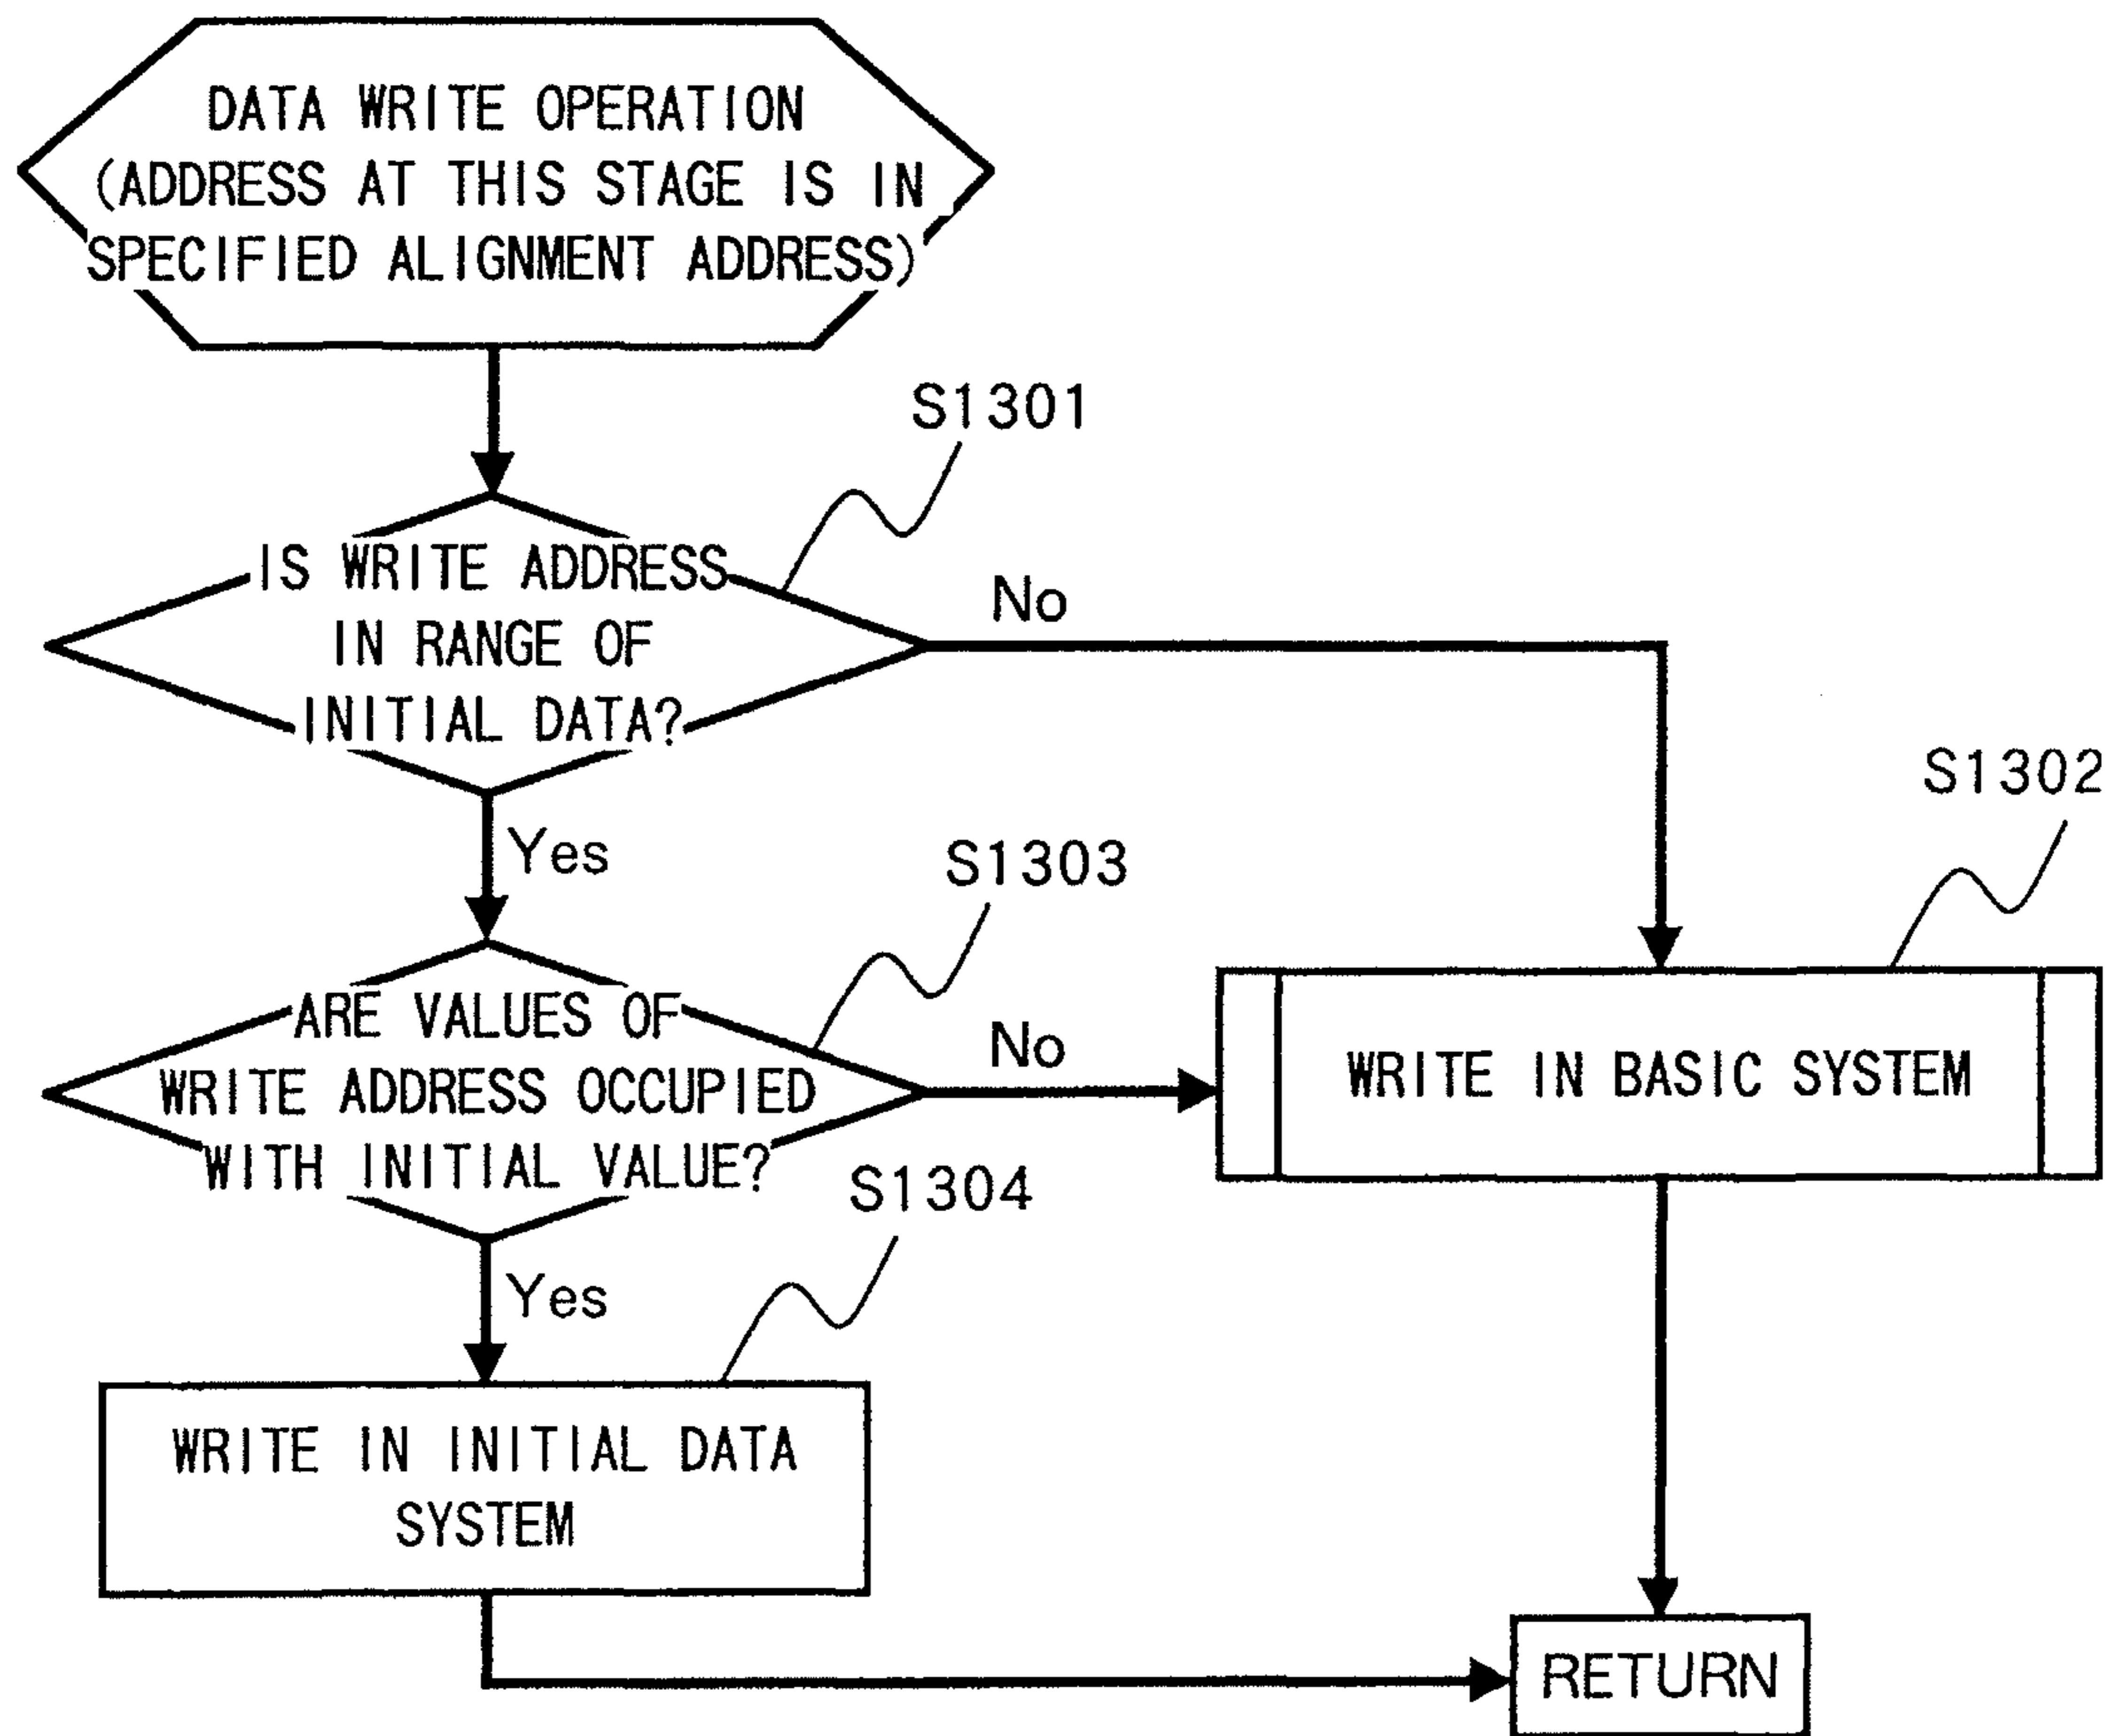 DATA WRITE OPERATION
(ADDRESS AT THIS STAGE IS IN
SPECIFIED ALIGNMENT ADDRESS)
S1301
IS WRITE ADDRESS
IN RANGE OF
INITIAL DATA?
No
Yes
S1302
S1303
ARE VALUES OF
WRITE ADDRESS OCCUPIED
WITH INITIAL VALUE?
No
WRITE IN BASIC SYSTEM
Yes
S1304
WRITE IN INITIAL DATA
SYSTEM
RETURN